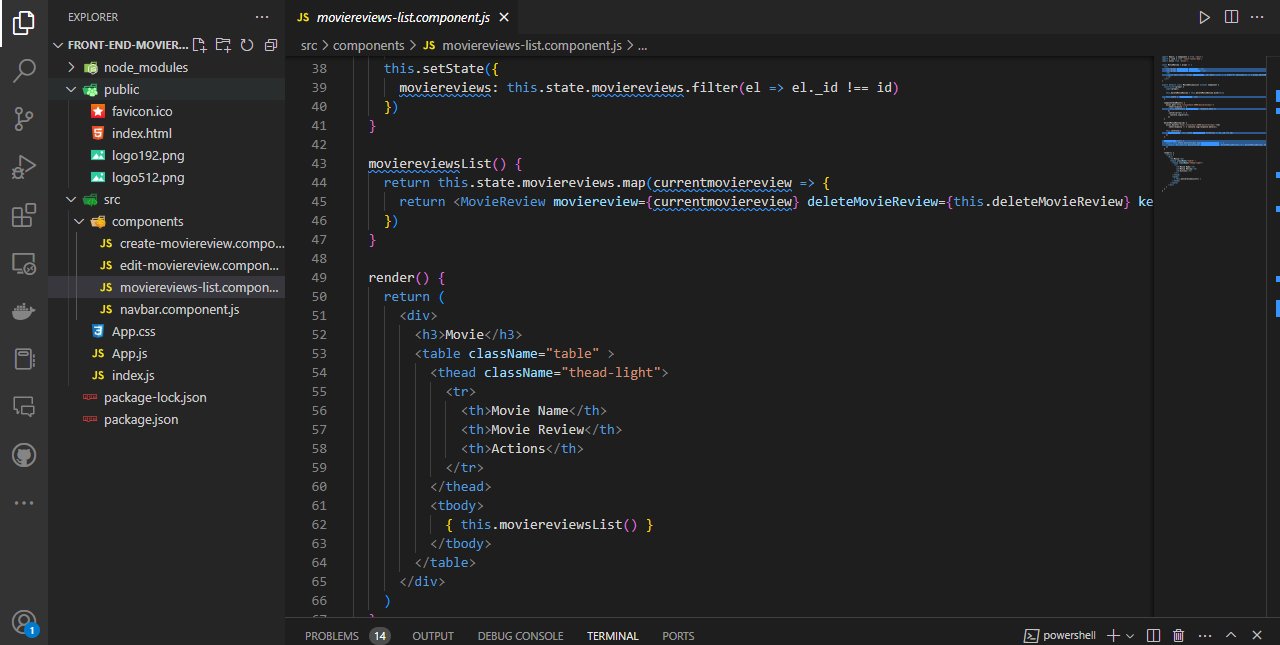 EXPLORER
FRONT-END-MOVIER...
node_modules
public
favicon.ico
index.html
logo192.png
logo512.png
src
components
JS create-moviereview.compo...
JS edit-moviereview.compon...
JS moviereviews-list.compon...
JS navbar.component.js
App.css
JS App.js
JS index.js
package-lock.json
package.json
1
JS moviereviews-list.component.js
src > components > JS moviereviews-list.component.js > ...
38 this.setState({
39 moviereviews: this.state.moviereviews.filter(el => el._id !== id)
40 })
41 }
42
43 moviereviewsList() {
44 return this.state.moviereviews.map(currentmoviereview => {
45 return <MovieReview moviereview={currentmoviereview} deleteMovieReview={this.deleteMovieReview} ke
46 })
47 }
48
49 render() {
50 return (
51 <div>
52 <h3>Movie</h3>
53 <table className="table" >
54 <thead className="thead-light">
55 <tr>
56 <th>Movie Name</th>
57 <th>Movie Review</th>
58 <th>Actions</th>
59 </tr>
60 </thead>
61 <tbody>
62 { this.moviereviewsList() }
63 </tbody>
64 </table>
65 </div>
66 )
PROBLEMS 14 OUTPUT DEBUG CONSOLE TERMINAL PORTS powershell